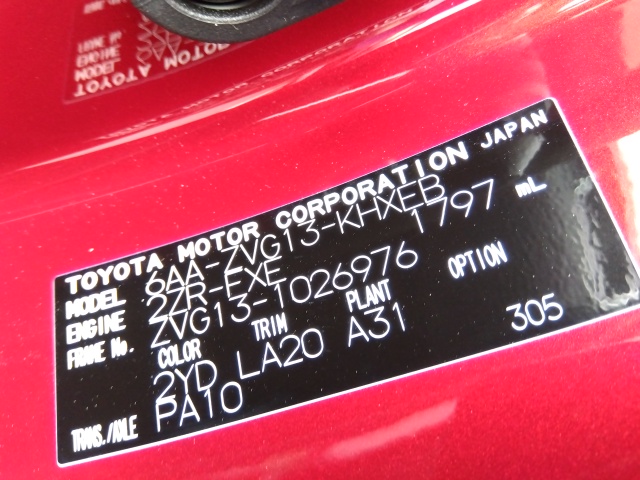 TOYOTA MOTOR CORPORATION JAPAN
MODEL 6AA-ZVG13-KHXEB
ENGINE 2ZR-EXE 1797 mL
FRAME No. ZVG13-1026976
COLOR TRIM PLANT OPTION
2YD LA20 A31 305
TRANS./AXLE PA10